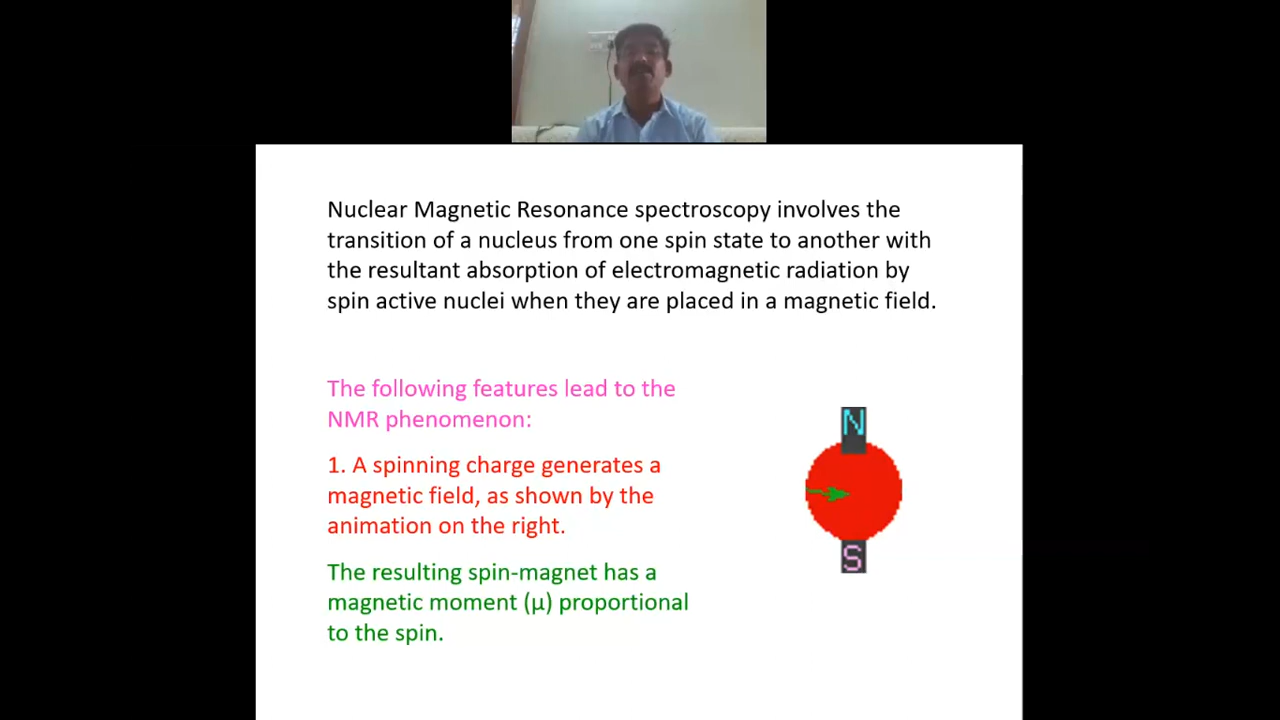 Nuclear Magnetic Resonance spectroscopy involves the
transition of a nucleus from one spin state to another with
the resultant absorption of electromagnetic radiation by
spin active nuclei when they are placed in a magnetic field.
The following features lead to the
NMR phenomenon:
1. A spinning charge generates a
magnetic field, as shown by the
animation on the right.
The resulting spin-magnet has a
magnetic moment (μ) proportional
to the spin.
N
S